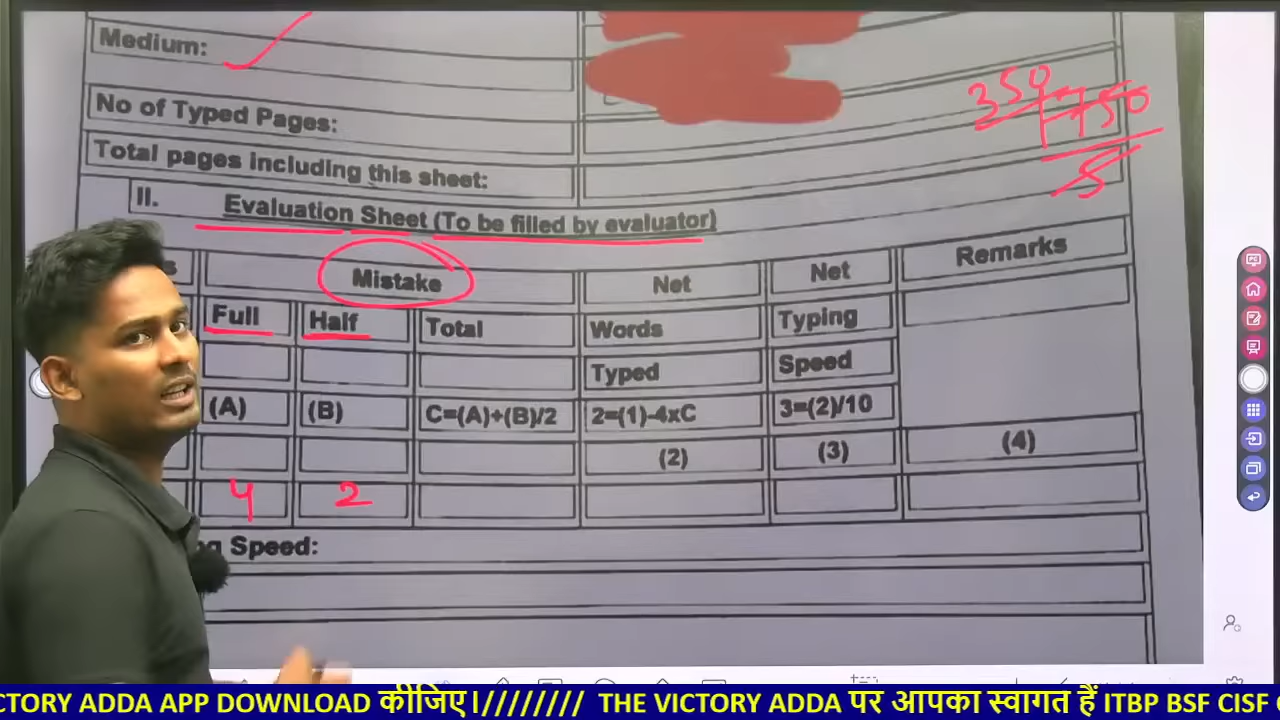 Medium:
No of Typed Pages:
Total pages including this sheet:
II. Evaluation Sheet (To be filled by evaluator)
Mistake Net Net Remarks
Full Half Total Words Typing
Typed Speed
(A) (B) C=(A)+(B)/2 2=(1)-4xC 3=(2)/10
(2) (3) (4)
4 2
Speed:
CTORY ADDA APP DOWNLOAD कीजिए।//////// THE VICTORY ADDA पर आपका स्वागत हैं ITBP BSF CISF